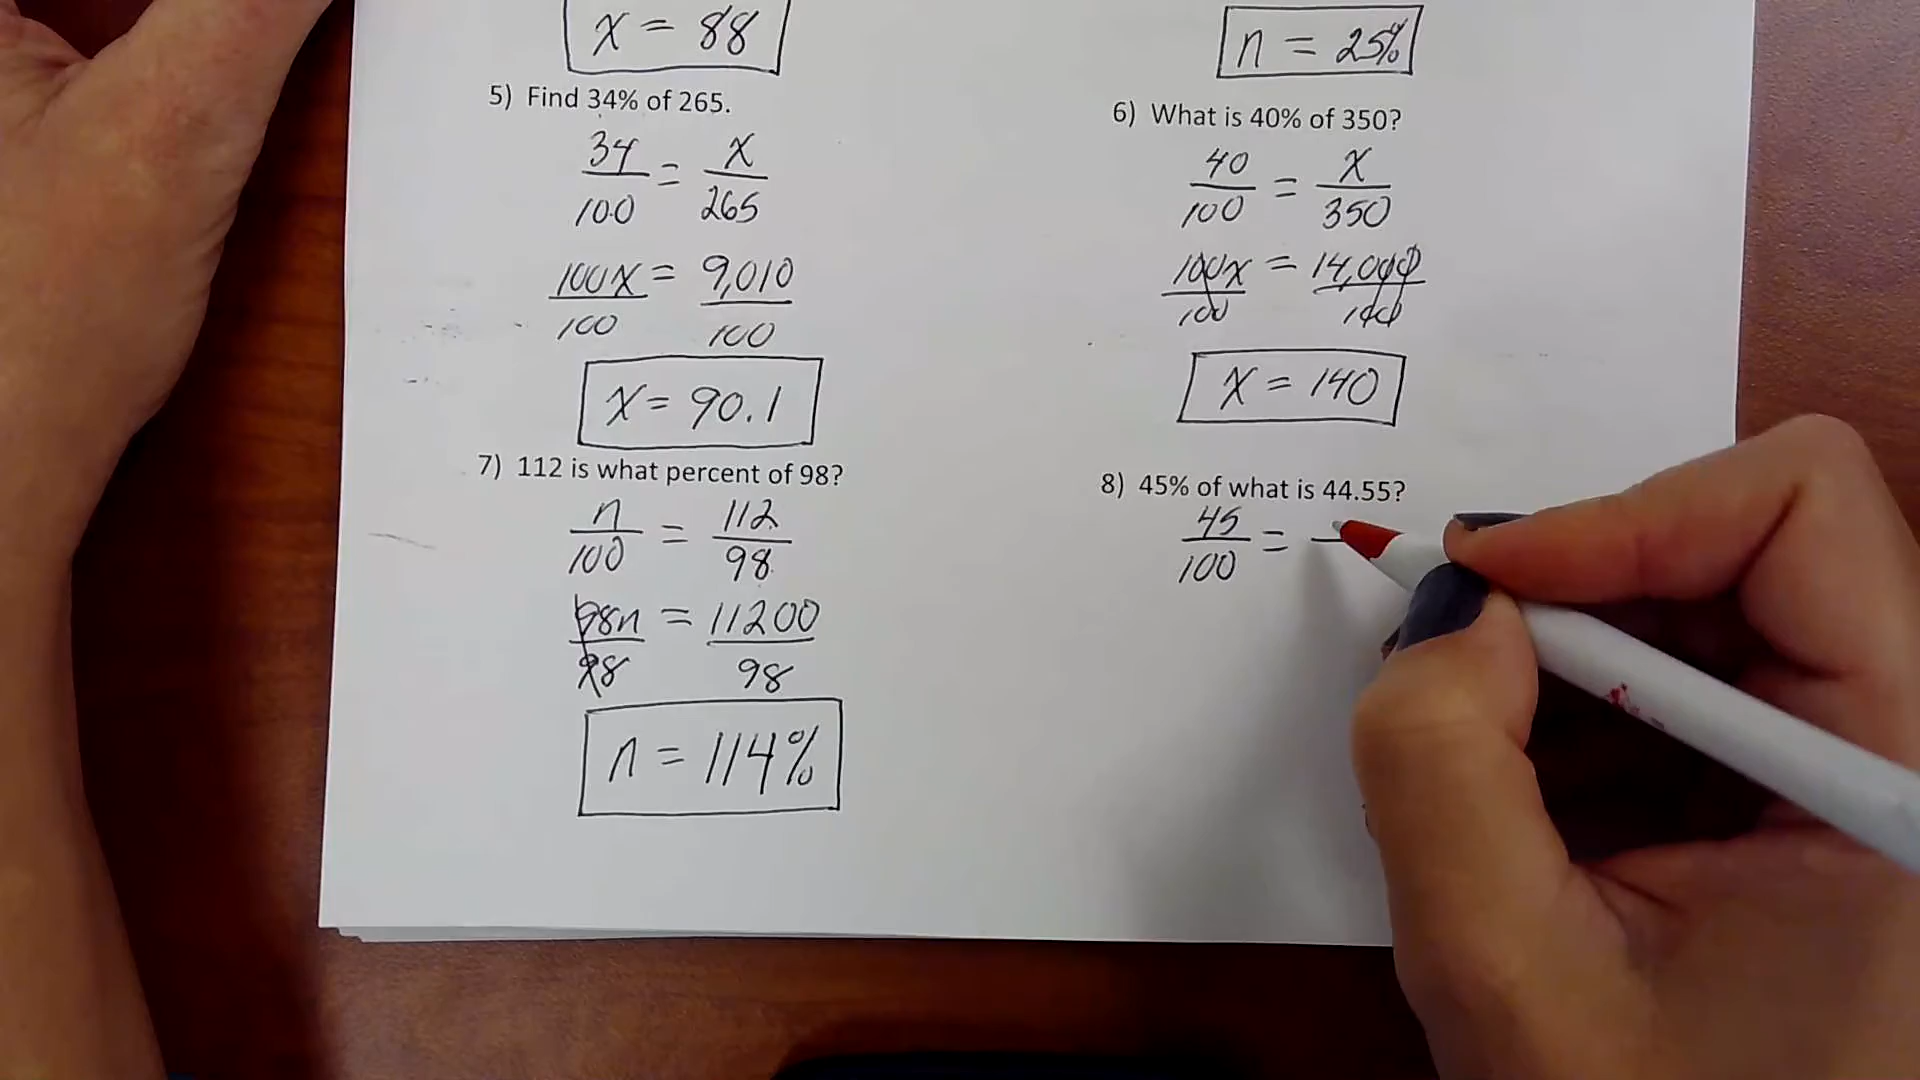 x = 88
5) Find 34% of 265.
34/100 = x/265
100x/100 = 9,010/100
x = 90.1
7) 112 is what percent of 98?
n/100 = 112/98
98n/98 = 11200/98
n = 114%
n = 25%
6) What is 40% of 350?
40/100 = x/350
100x/100 = 14,000/100
x = 140
8) 45% of what is 44.55?
45/100 =